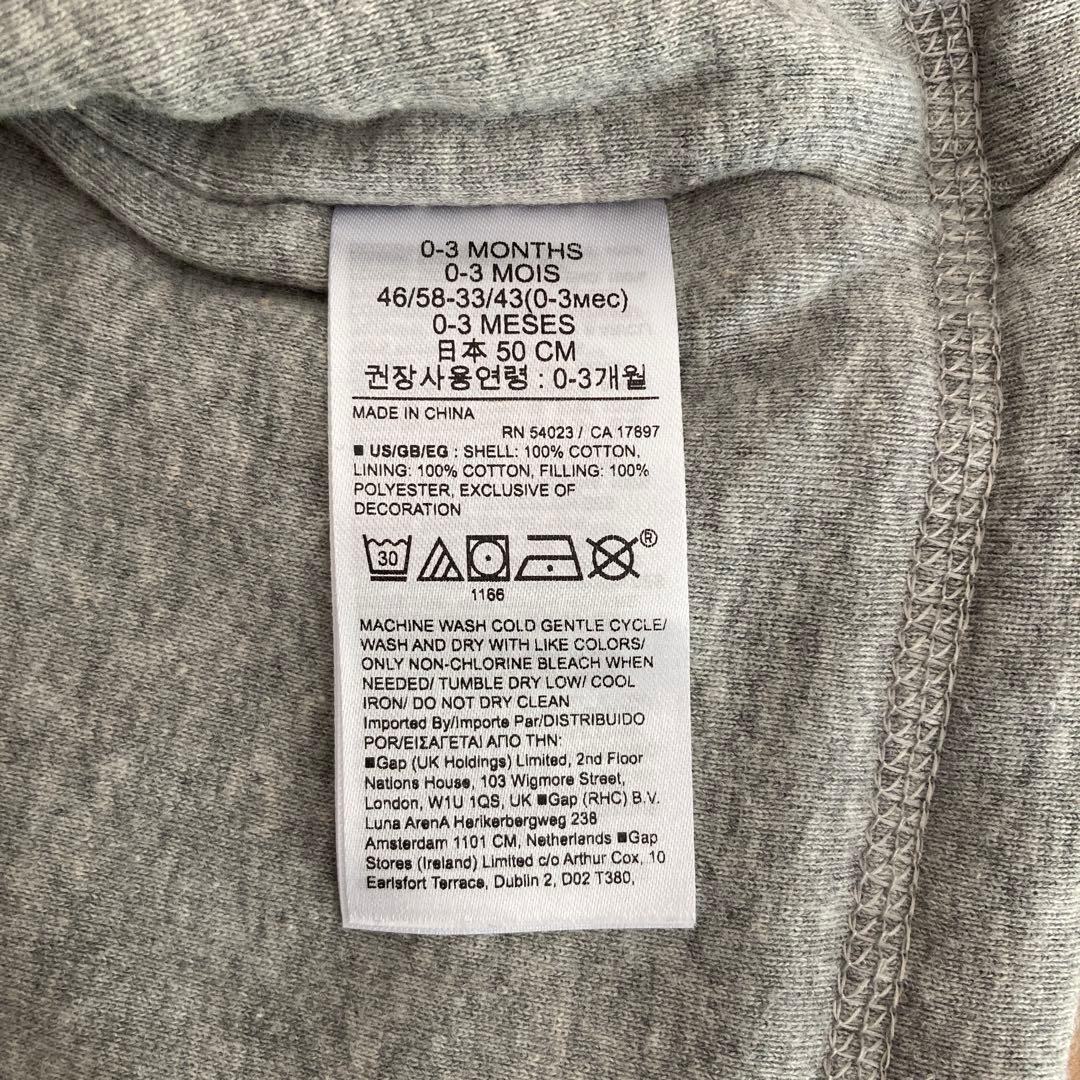 0-3 MONTHS
0-3 MOIS
46/58-33/43(0-3мес)
0-3 MESES
日本 50 CM
권장사용연령 : 0-3개월
MADE IN CHINA
RN 54023 / CA 17897
■ US/GB/EG : SHELL: 100% COTTON,
LINING: 100% COTTON, FILLING: 100%
POLYESTER, EXCLUSIVE OF
DECORATION
30
®
1166
MACHINE WASH COLD GENTLE CYCLE/
WASH AND DRY WITH LIKE COLORS/
ONLY NON-CHLORINE BLEACH WHEN
NEEDED/ TUMBLE DRY LOW/ COOL
IRON/ DO NOT DRY CLEAN
Imported By/Importe Par/DISTRIBUIDO
POR/ΕΙΣΑΓΕΤΑΙ ΑΠΟ ΤΗΝ:
■Gap (UK Holdings) Limited, 2nd Floor
Nations House, 103 Wigmore Street,
London, W1U 1QS, UK ■Gap (RHC) B.V.
Luna ArenA Herikerbergweg 238
Amsterdam 1101 CM, Netherlands ■Gap
Stores (Ireland) Limited c/o Arthur Cox, 10
Earlsfort Terrace, Dublin 2, D02 T380,